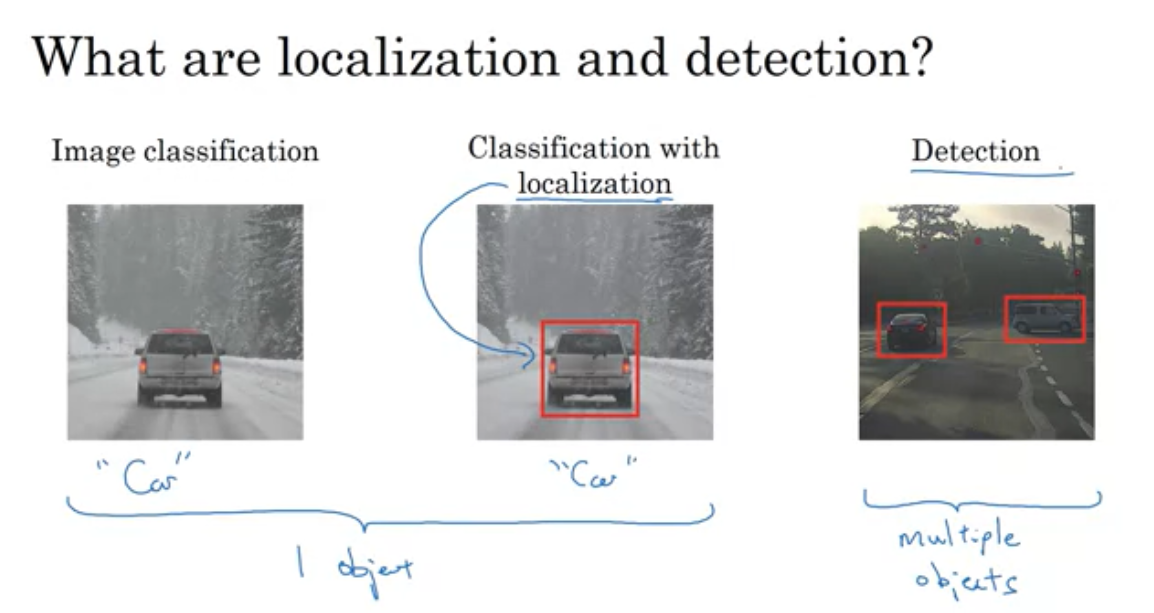 What are localization and detection?
Image classification
Classification with
localization
Detection
"Car"
"Car"
1 object
multiple
objects